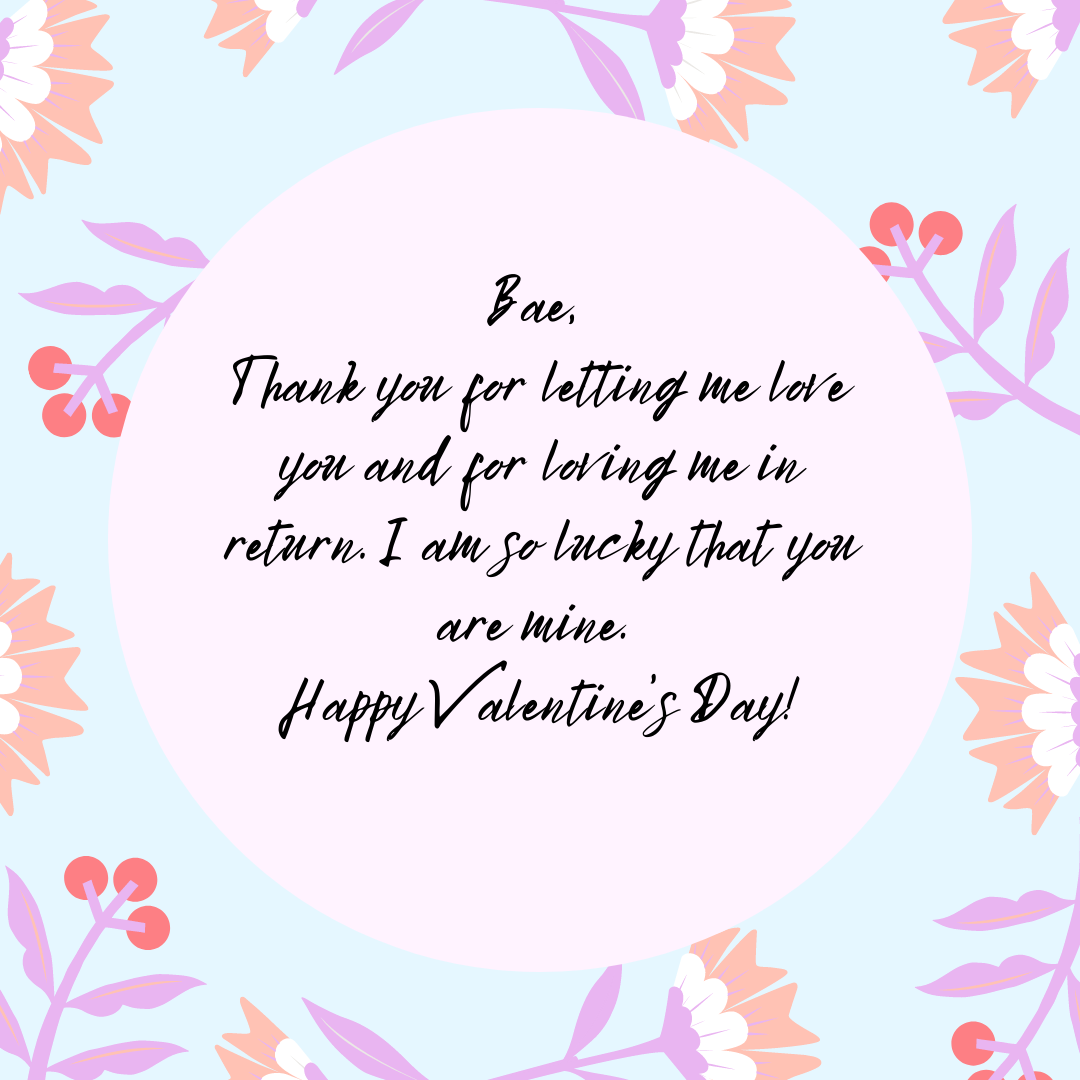 Bae,
Thank you for letting me love
you and for loving me in
return. I am so lucky that you
are mine.
Happy Valentine's Day!